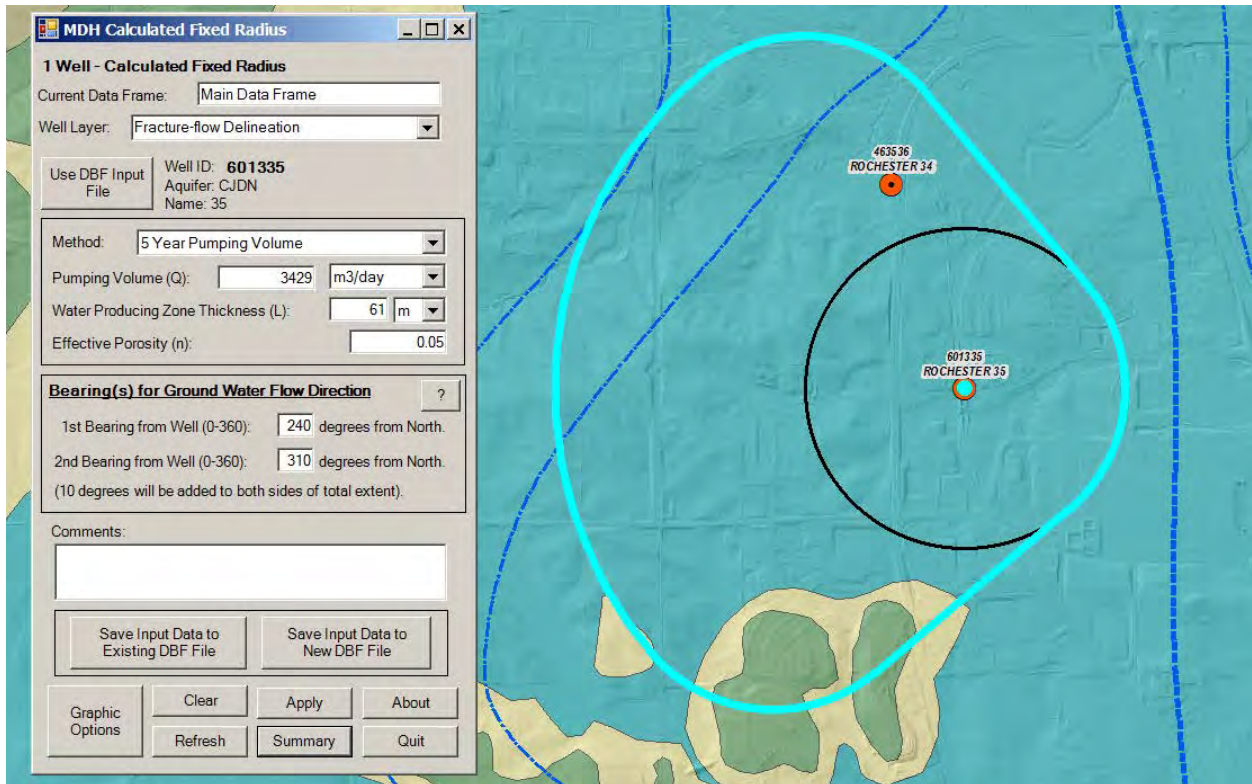 MDH Calculated Fixed Radius
1 Well - Calculated Fixed Radius
Current Data Frame: Main Data Frame
Well Layer: Fracture-flow Delineation
Use DBF Input File
Well ID: 601335
Aquifer: CJDN
Name: 35
Method: 5 Year Pumping Volume
Pumping Volume (Q): 3429 m3/day
Water Producing Zone Thickness (L): 61 m
Effective Porosity (n): 0.05
Bearing(s) for Ground Water Flow Direction ?
1st Bearing from Well (0-360): 240 degrees from North.
2nd Bearing from Well (0-360): 310 degrees from North.
(10 degrees will be added to both sides of total extent).
Comments:
Save Input Data to Existing DBF File
Save Input Data to New DBF File
Graphic Options
Clear Apply About
Refresh Summary Quit
463536
ROCHESTER 34
601335
ROCHESTER 35